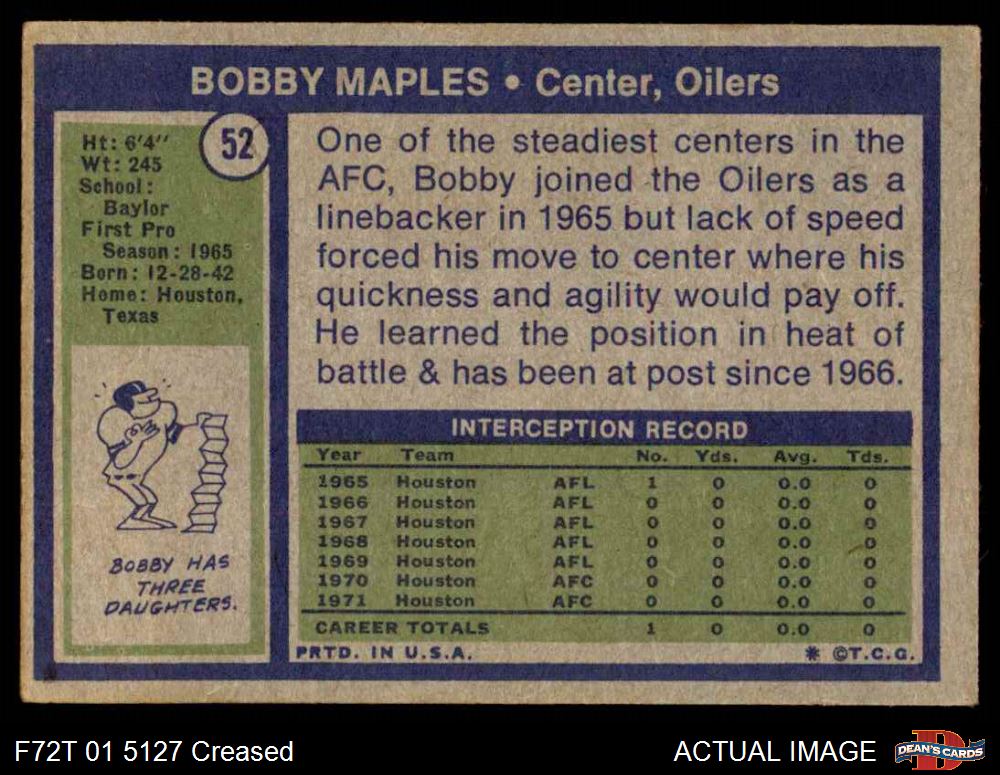 BOBBY MAPLES • Center, Oilers
52
Ht: 6'4"
Wt: 245
School:
Baylor
First Pro
Season: 1965
Born: 12-28-42
Home: Houston,
Texas
BOBBY HAS
THREE
DAUGHTERS.
One of the steadiest centers in the
AFC, Bobby joined the Oilers as a
linebacker in 1965 but lack of speed
forced his move to center where his
quickness and agility would pay off.
He learned the position in heat of
battle & has been at post since 1966.
INTERCEPTION RECORD
Year Team No. Yds. Avg. Tds.
1965 Houston AFL 1 0 0.0 0
1966 Houston AFL 0 0 0.0 0
1967 Houston AFL 0 0 0.0 0
1968 Houston AFL 0 0 0.0 0
1969 Houston AFL 0 0 0.0 0
1970 Houston AFC 0 0 0.0 0
1971 Houston AFC 0 0 0.0 0
CAREER TOTALS 1 0 0.0 0
PRTD. IN U.S.A. * ©T.C.G.
F72T 01 5127 Creased ACTUAL IMAGE DEAN'S CARDS